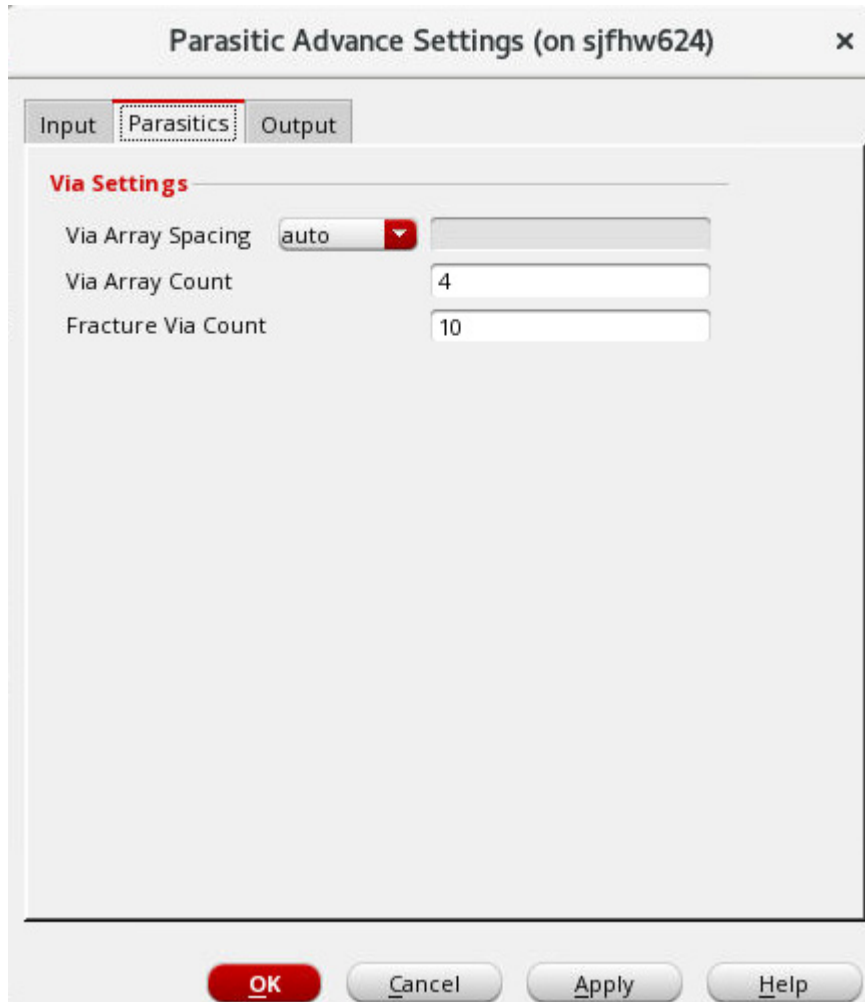 Parasitic Advance Settings (on sjfhw624) ×
Input Parasitics Output
Via Settings
Via Array Spacing auto
Via Array Count 4
Fracture Via Count 10
OK Cancel Apply Help